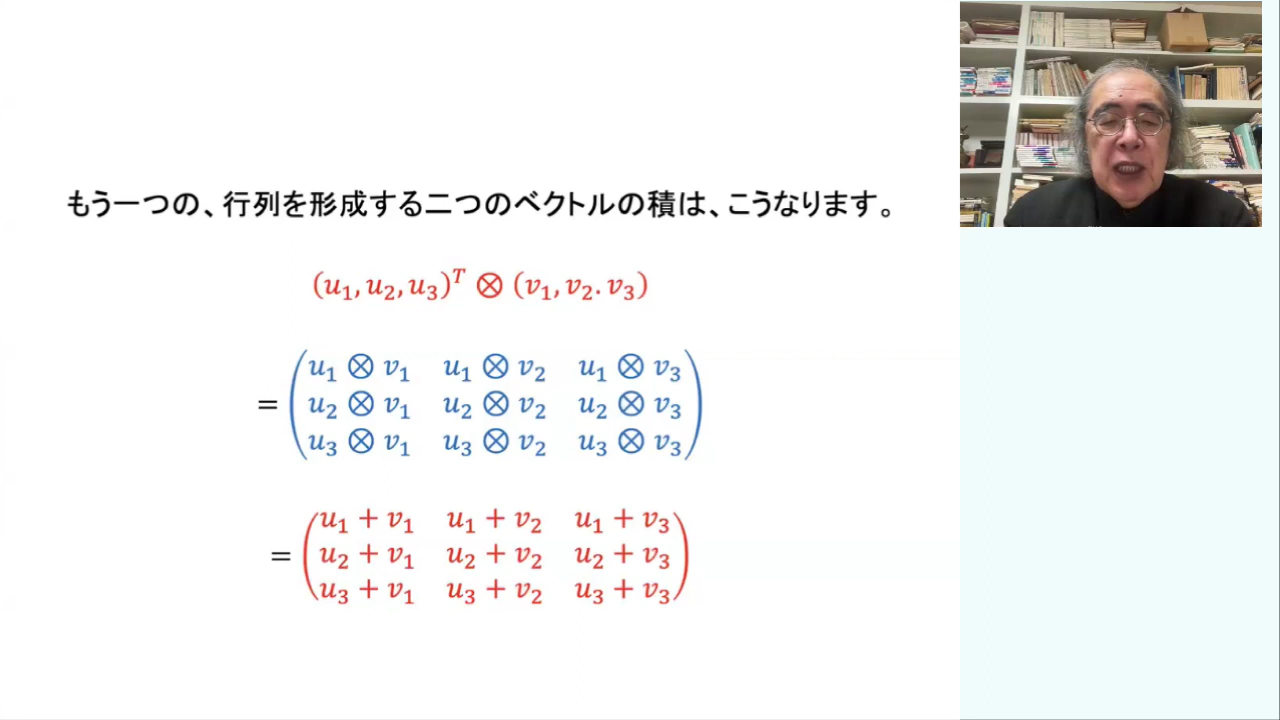 もう一つの、行列を形成する二つのベクトルの積は、こうなります。
(u₁, u₂, u₃)ᵀ ⊗ (v₁, v₂. v₃)
= ( u₁ ⊗ v₁ u₁ ⊗ v₂ u₁ ⊗ v₃
u₂ ⊗ v₁ u₂ ⊗ v₂ u₂ ⊗ v₃
u₃ ⊗ v₁ u₃ ⊗ v₂ u₃ ⊗ v₃ )
= ( u₁ + v₁ u₁ + v₂ u₁ + v₃
u₂ + v₁ u₂ + v₂ u₂ + v₃
u₃ + v₁ u₃ + v₂ u₃ + v₃ )